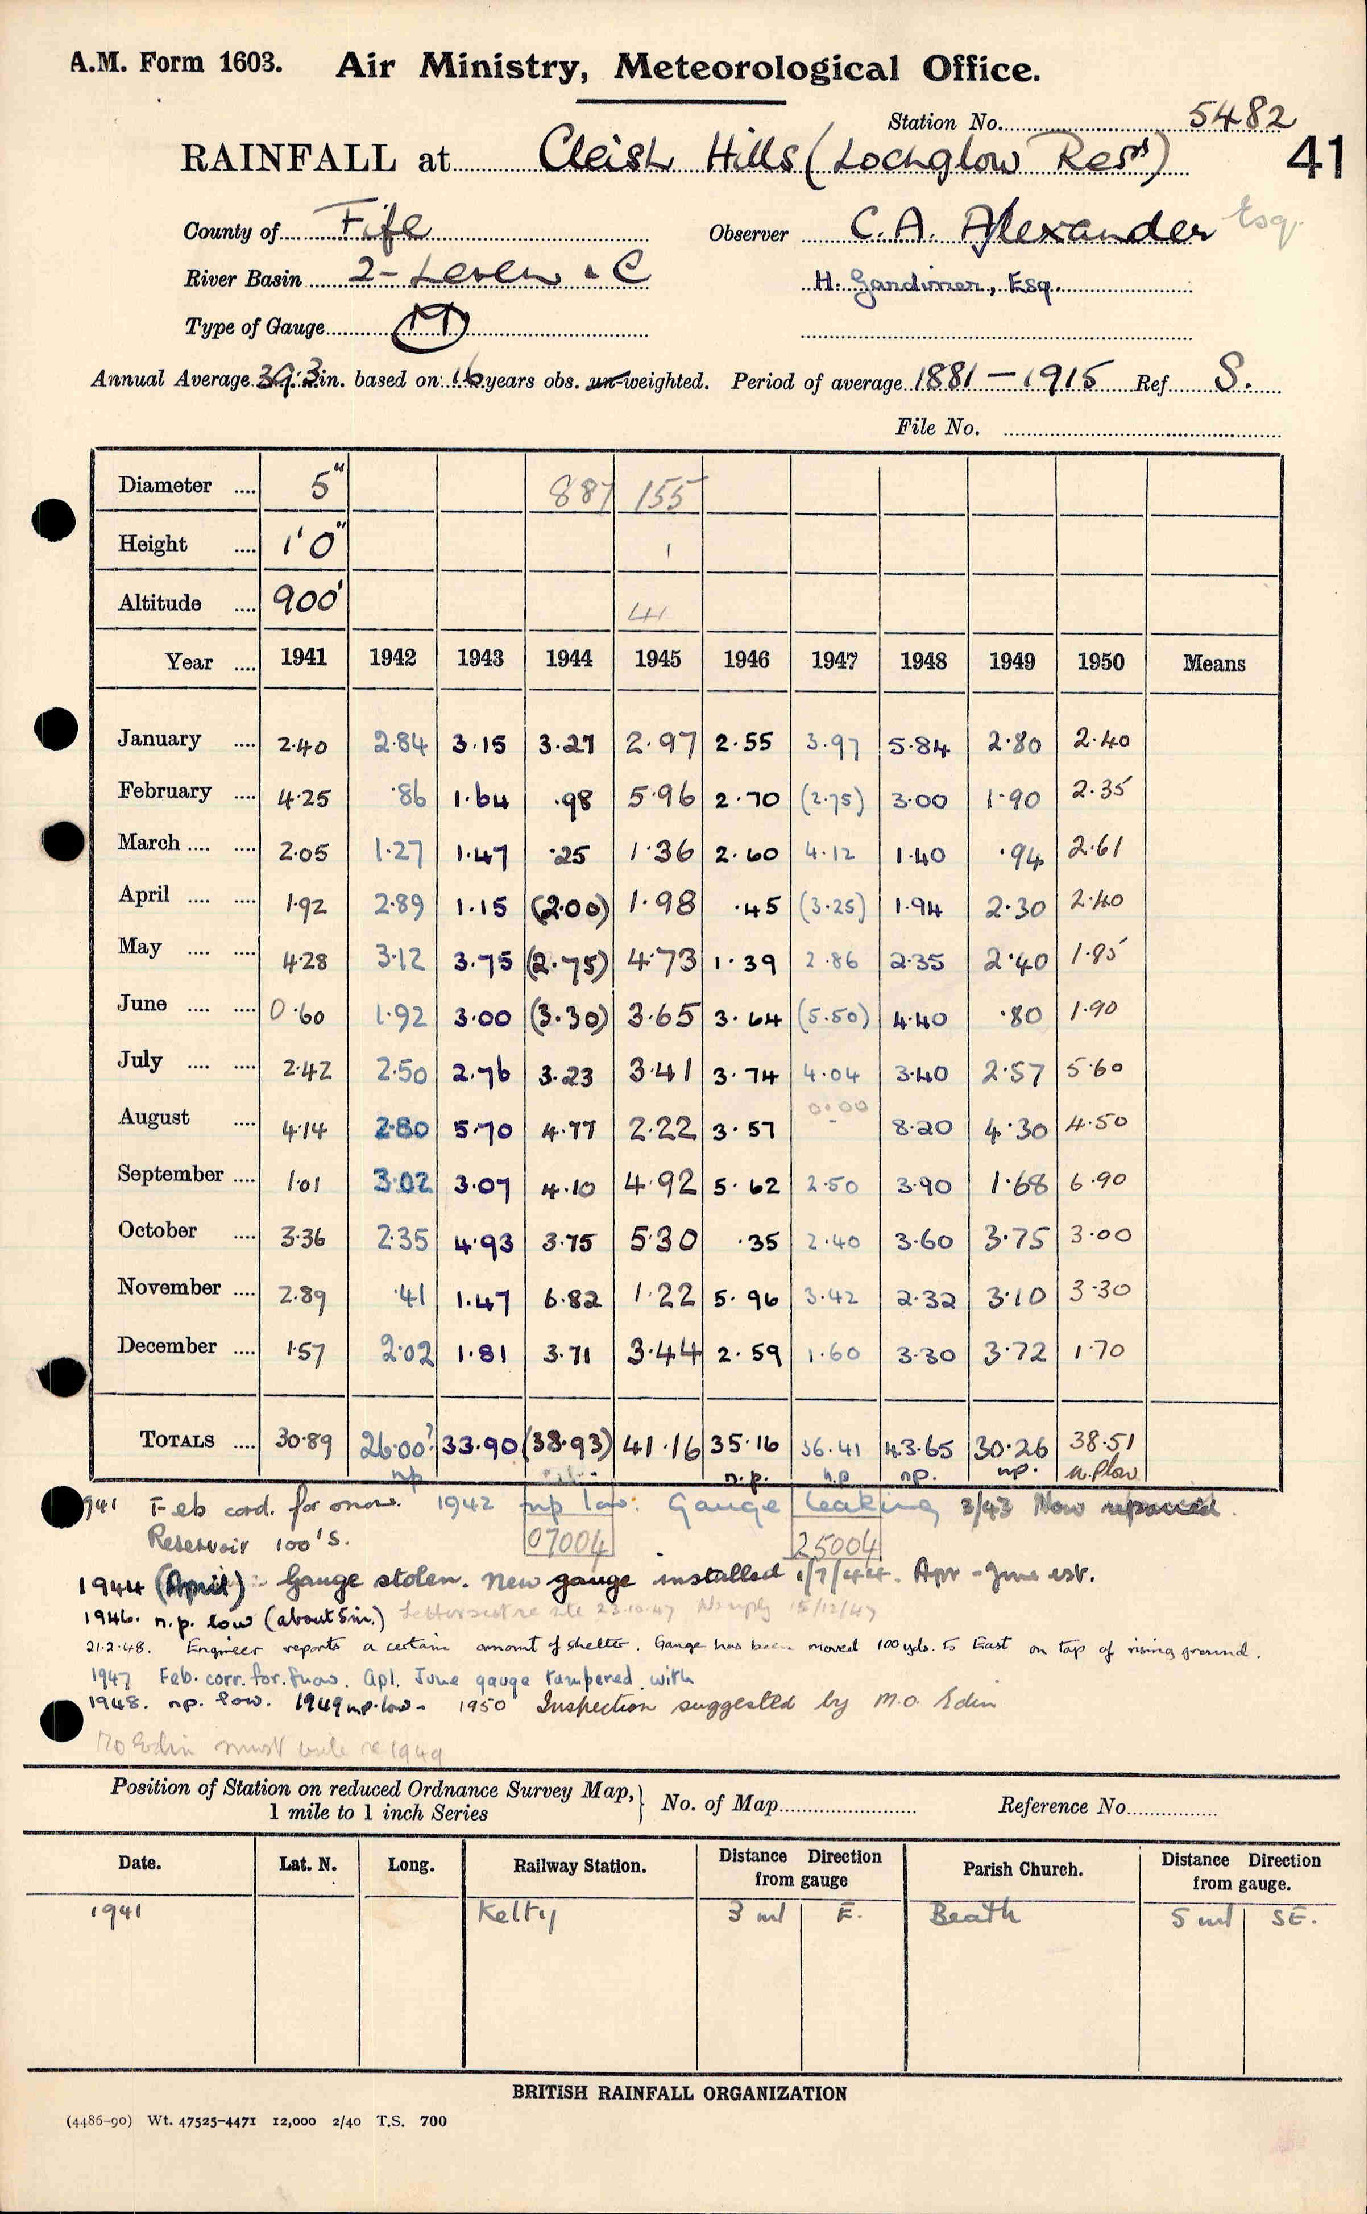 A.M. Form 1603. Air Ministry, Meteorological Office.
Station No. 5482
RAINFALL at Cleish Hills (Lochglow Resr) 41
County of Fife Observer C.A. Alexander Esq.
River Basin 2 - Leven & C H. Gardiner, Esq.
Type of Gauge M
Annual Average 39.3 in. based on 16 years obs. un-weighted. Period of average 1881 - 1915 Ref S.
File No.
Diameter .... 5" 887 155
Height .... 1' 0" 1
Altitude .... 900' 41
Year .... 1941 1942 1943 1944 1945 1946 1947 1948 1949 1950 Means
January .... 2.40 2.84 3.15 3.27 2.97 2.55 3.97 5.84 2.80 2.40
February .... 4.25 .86 1.64 .98 5.96 2.70 (2.75) 3.00 1.90 2.35
March .... .... 2.05 1.27 1.47 .25 1.36 2.60 4.12 1.40 .94 2.61
April .... .... 1.92 2.89 1.15 (2.00) 1.98 .45 (3.25) 1.94 2.30 2.40
May .... .... 4.28 3.12 3.75 (2.75) 4.73 1.39 2.86 2.35 2.40 1.85
June .... .... 0.60 1.92 3.00 (3.30) 3.65 3.64 (5.50) 4.40 .80 1.90
July .... .... 2.42 2.50 2.76 3.23 3.41 3.74 4.04 3.40 2.57 5.60
August .... 4.14 2.80 5.70 4.77 2.22 3.57 0.00 - 8.20 4.30 4.50
September .... 1.01 3.02 3.07 4.10 4.92 5.62 2.50 3.90 1.68 6.90
October .... 3.36 2.35 4.93 3.75 5.30 .35 2.40 3.60 3.75 3.00
November .... 2.89 .41 1.47 6.82 1.22 5.96 3.42 2.32 3.10 3.30
December .... 1.57 2.02 1.81 3.71 3.44 2.59 1.60 3.30 3.72 1.70
TOTALS .... 30.89 26.00? 33.90 (38.93) 41.16 35.16 36.41 43.65 30.26 38.51
np n.p. n.p np. np. n.p low
1941 Feb cord. for snow. 1942 np low: Gauge leaking 3/43 Now repaired.
Reservoir 100's. 07004 25004
1944 (April) Gauge stolen. New gauge installed 1/7/44. Apr - June est.
1946. n.p. low (about 5 in.) Letter sent re site 23.10.47 No reply 15/12/47
21.2.48. Engineer reports a certain amount of shelter. Gauge has been moved 100 yds. to East on top of rising ground.
1947 Feb. corr. for snow. Apl. June gauge tampered with
1948. np. low. 1949 np. low - 1950 Inspection suggested by M.O. Edin
MO Edin must write re 1949
Position of Station on reduced Ordnance Survey Map, } No. of Map Reference No.
1 mile to 1 inch Series
Date. Lat. N. Long. Railway Station. Distance Direction from gauge Parish Church. Distance Direction from gauge.
1941 Kelty 3 ml E. Beath 5 ml SE.
BRITISH RAINFALL ORGANIZATION
(4486-90) Wt. 47525-4471 12,000 2/40 T.S. 700